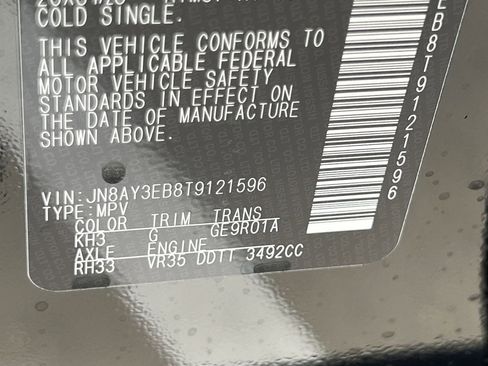 COLD SINGLE.
THIS VEHICLE CONFORMS TO
ALL APPLICABLE FEDERAL
MOTOR VEHICLE SAFETY
STANDARDS IN EFFECT ON
THE DATE OF MANUFACTURE
SHOWN ABOVE.
VIN:JN8AY3EB8T9121596
TYPE:MPV
COLOR TRIM TRANS
KH3 G GE9R01A
AXLE ENGINE
RH33 VR35 DDTT 3492CC
EB8T9121596